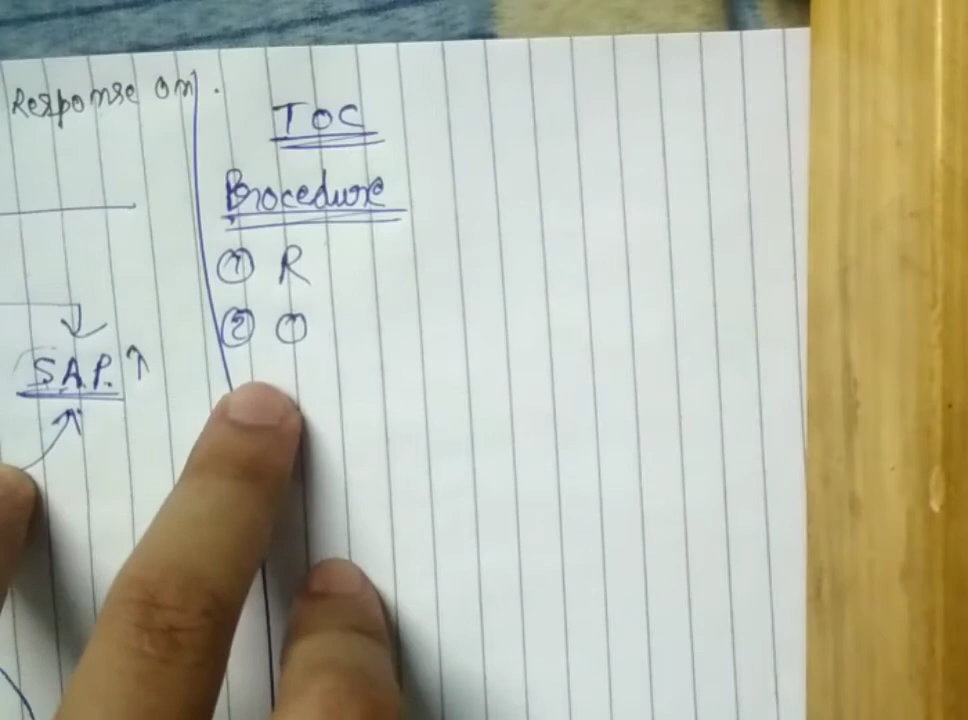 Response on.
TOC
Procedure
① R
② O
S.A.P. ↑